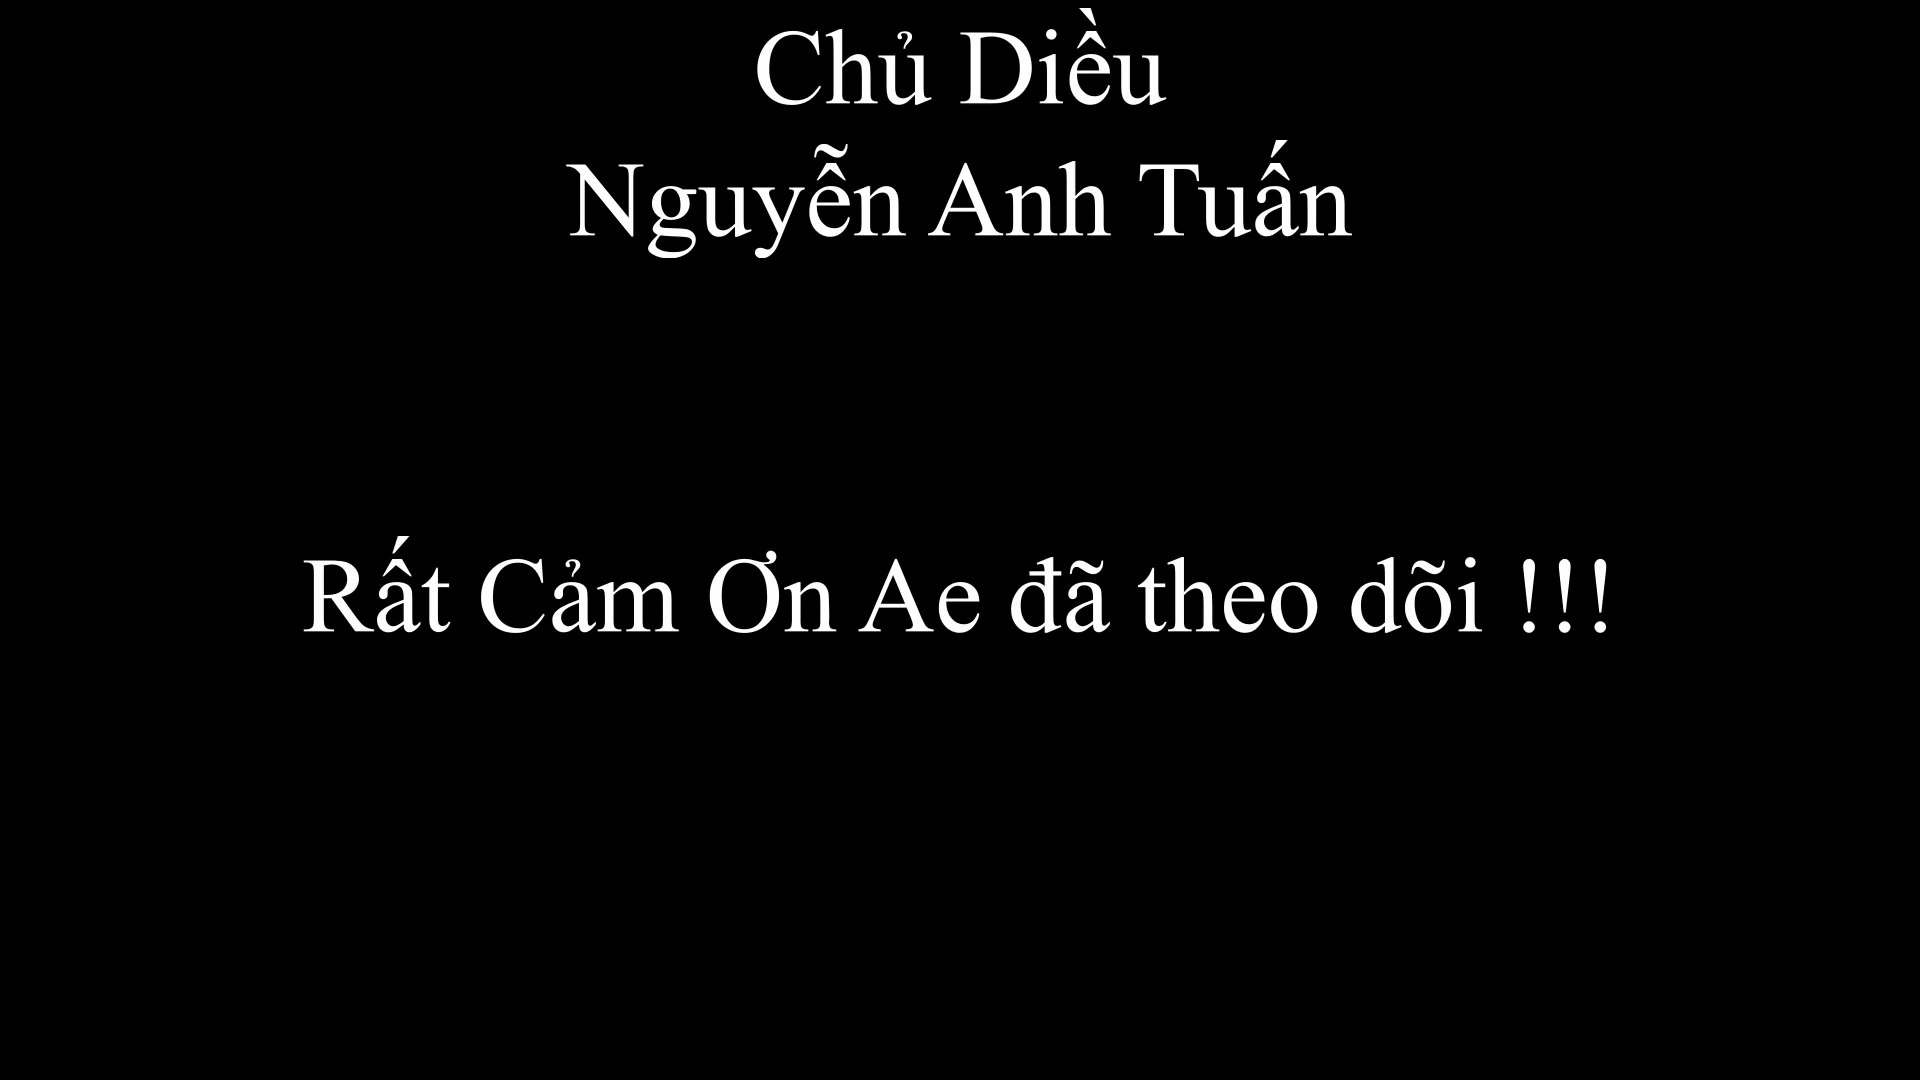 Chủ Diều
Nguyễn Anh Tuấn
Rất Cảm Ơn Ae đã theo dõi !!!